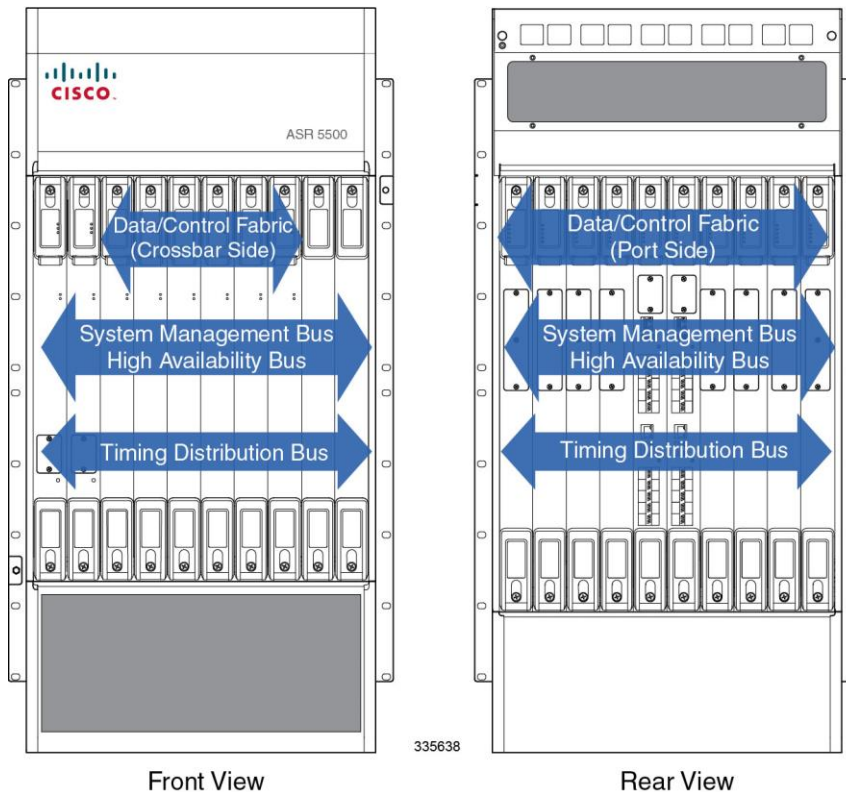 CISCO.
ASR 5500
Data/Control Fabric
(Crossbar Side)
System Management Bus
High Availability Bus
Timing Distribution Bus
Data/Control Fabric
(Port Side)
System Management Bus
High Availability Bus
Timing Distribution Bus
335638
Front View
Rear View